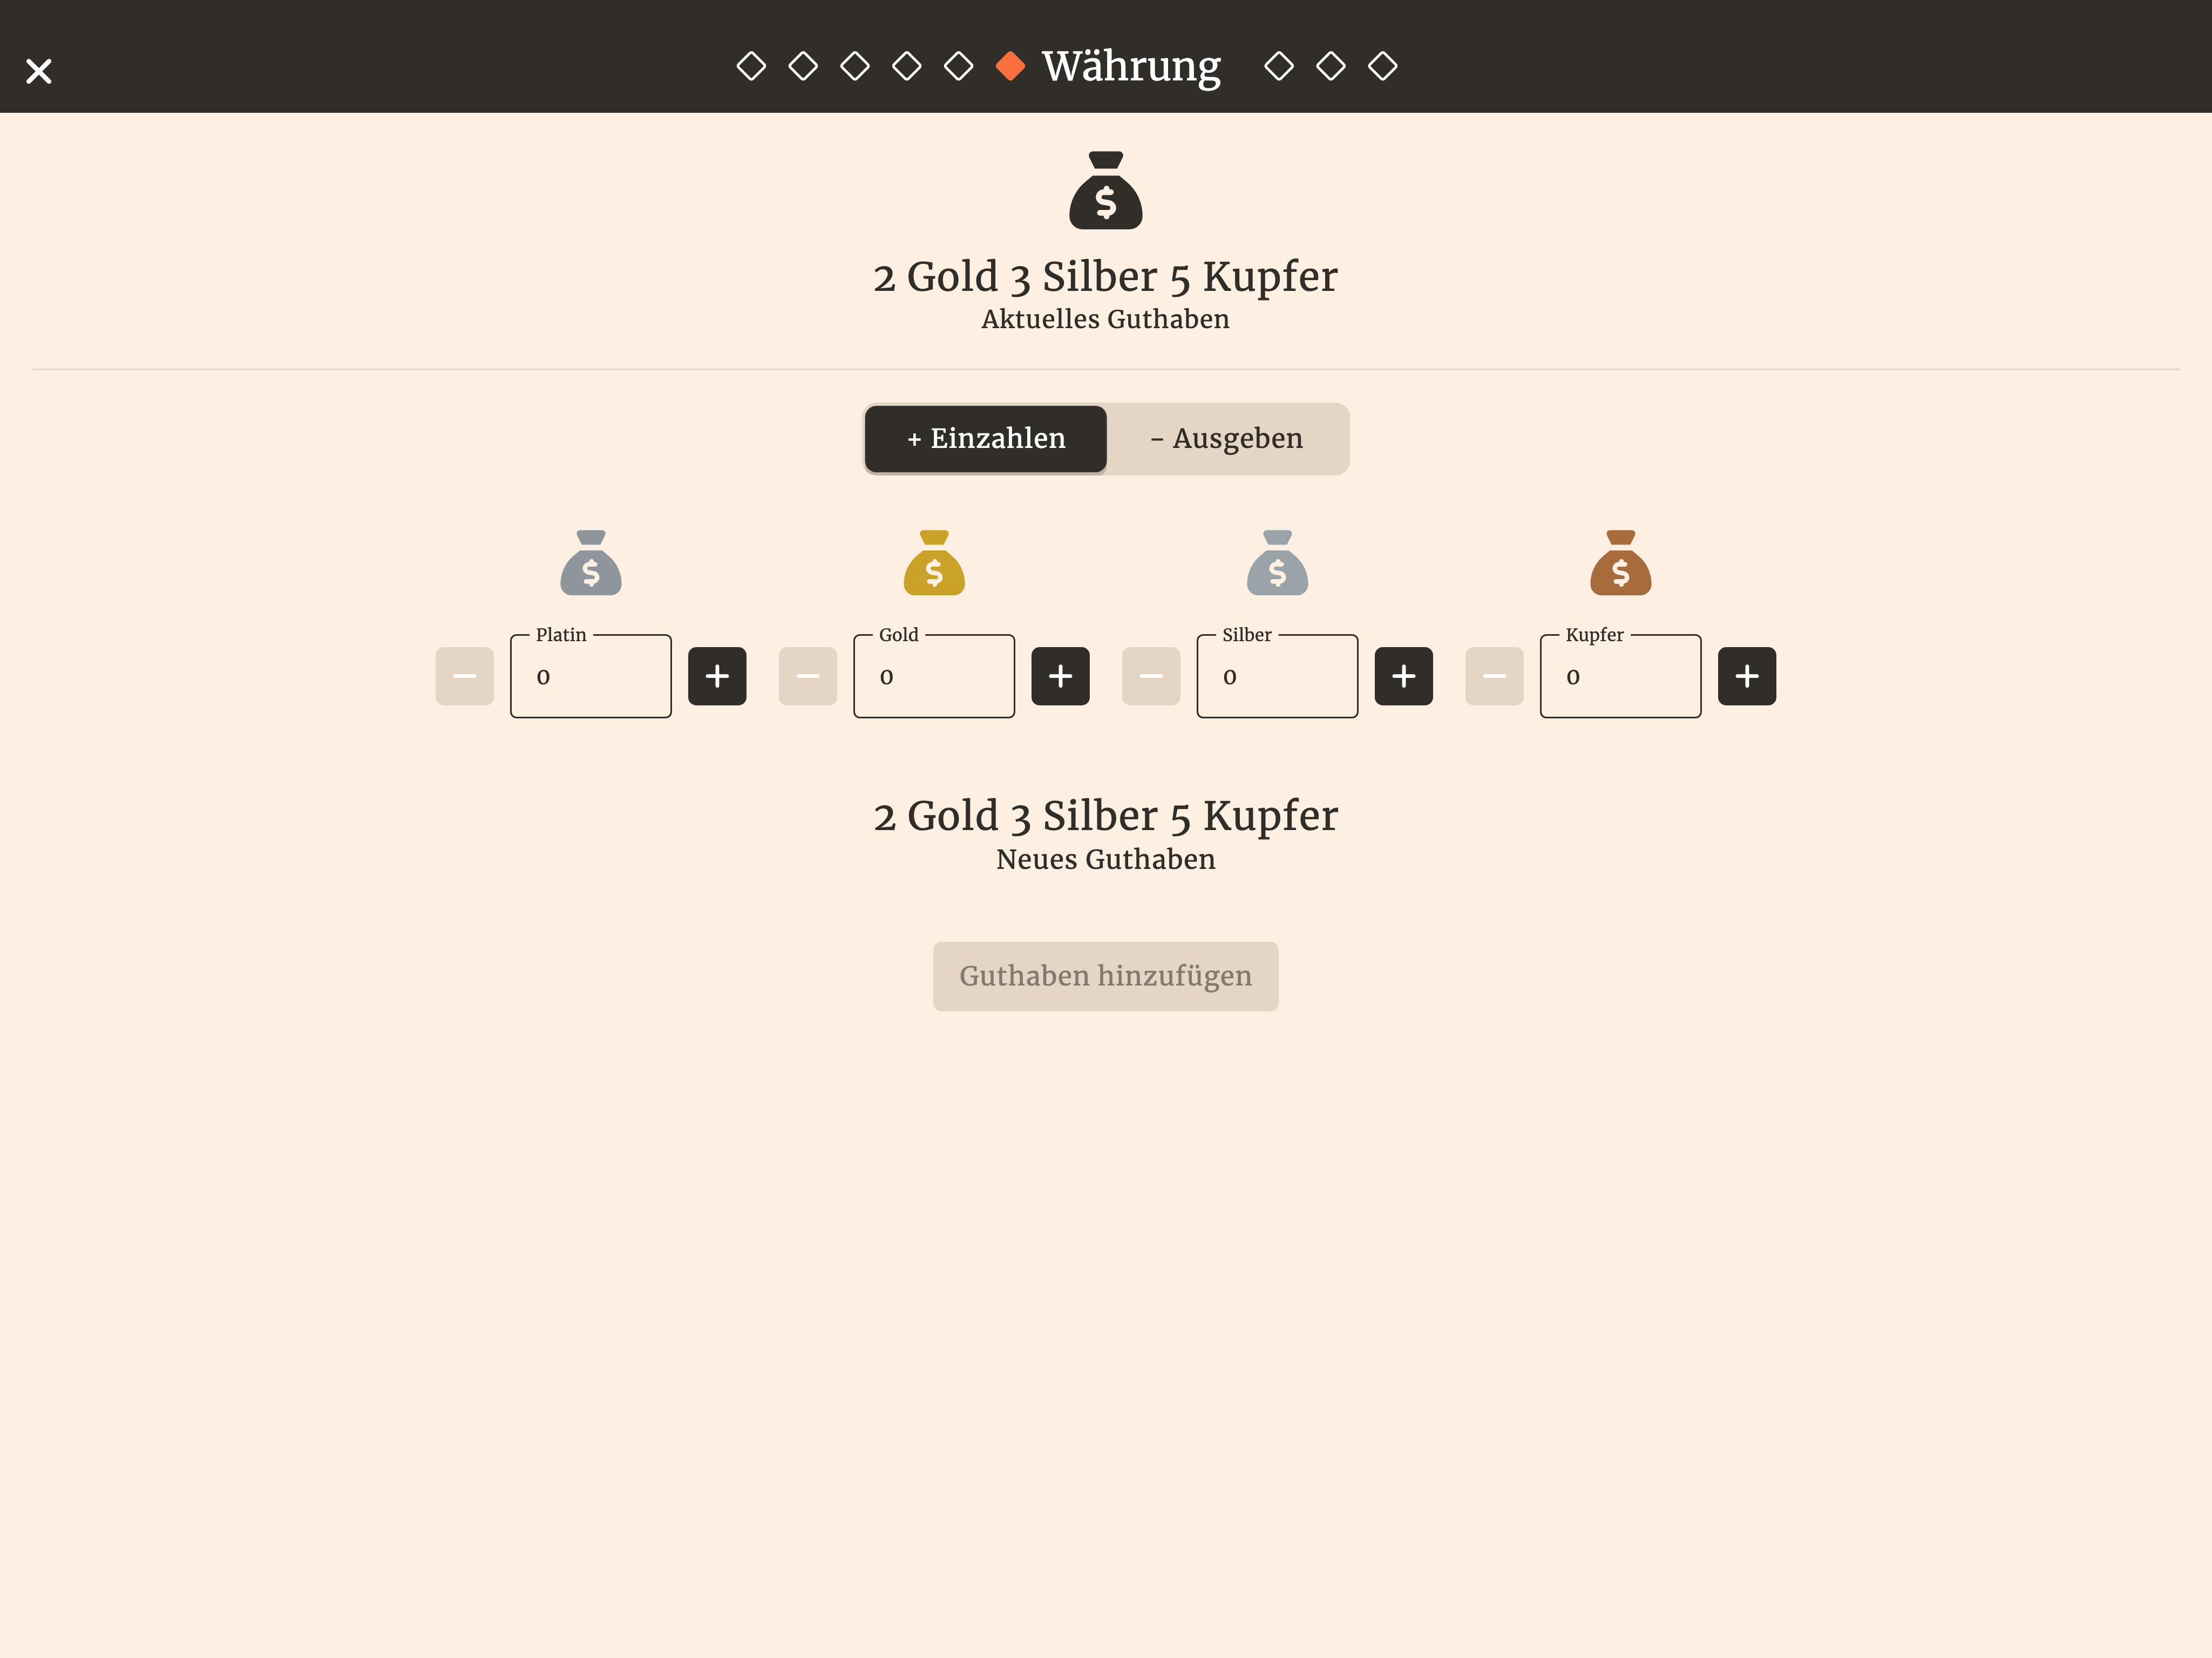 Währung
2 Gold 3 Silber 5 Kupfer
Aktuelles Guthaben
+ Einzahlen
– Ausgeben
$ $ $ $
Platin
0
Gold
0
Silber
0
Kupfer
0
2 Gold 3 Silber 5 Kupfer
Neues Guthaben
Guthaben hinzufügen